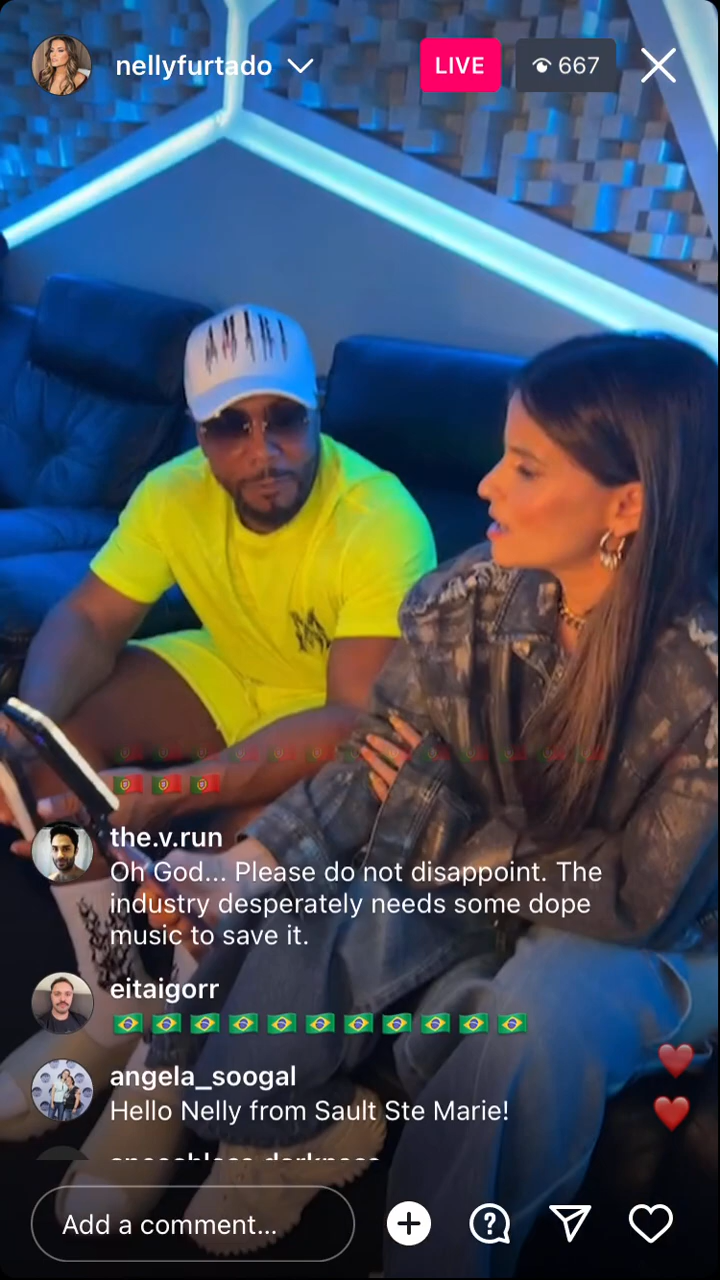 nellyfurtado
LIVE
667
AMIRI
MA
the.v.run
Oh God... Please do not disappoint. The
industry desperately needs some dope
music to save it.
eitaigorr
🇧🇷🇧🇷🇧🇷🇧🇷🇧🇷🇧🇷🇧🇷🇧🇷🇧🇷🇧🇷🇧🇷
angela_soogal
Hello Nelly from Sault Ste Marie!
Add a comment...